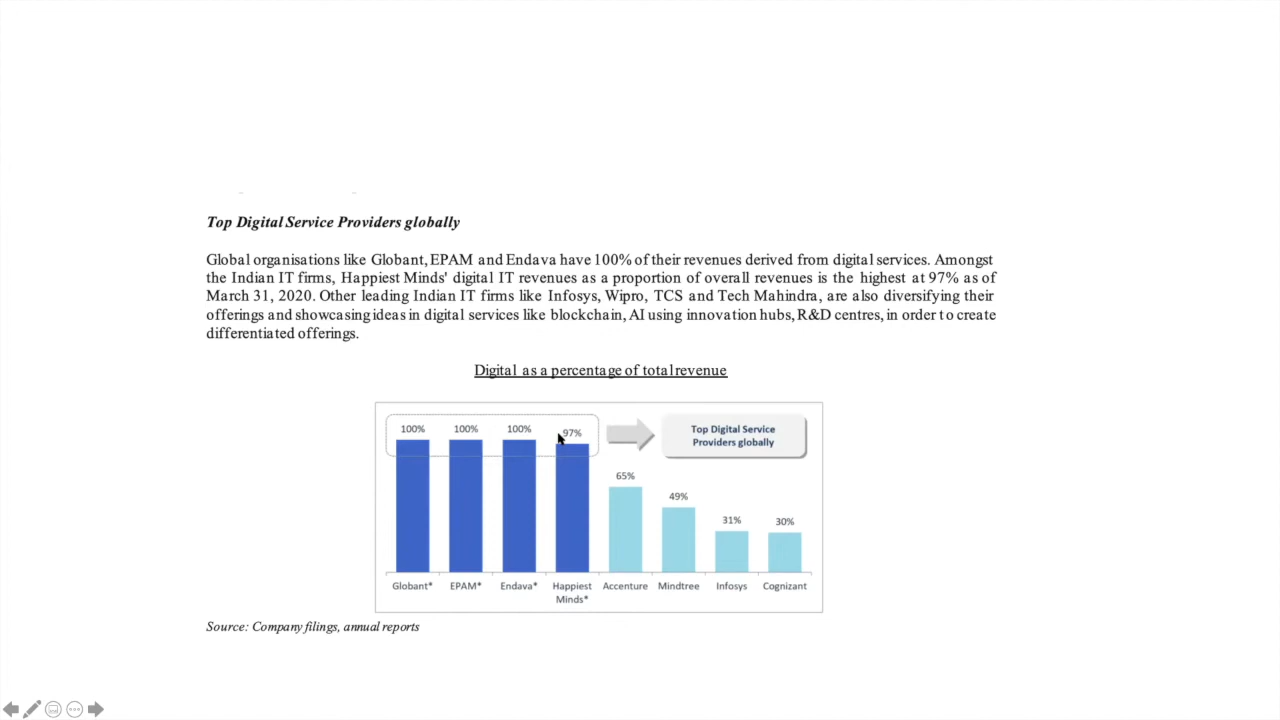 Top Digital Service Providers globally
Global organisations like Globant, EPAM and Endava have 100% of their revenues derived from digital services. Amongst
the Indian IT firms, Happiest Minds' digital IT revenues as a proportion of overall revenues is the highest at 97% as of
March 31, 2020. Other leading Indian IT firms like Infosys, Wipro, TCS and Tech Mahindra, are also diversifying their
offerings and showcasing ideas in digital services like blockchain, AI using innovation hubs, R&D centres, in order to create
differentiated offerings.
Digital as a percentage of total revenue
100% 100% 100% 97%
Top Digital Service
Providers globally
65%
49%
31% 30%
Globant* EPAM* Endava* Happiest Accenture Mindtree Infosys Cognizant
Minds*
Source: Company filings, annual reports